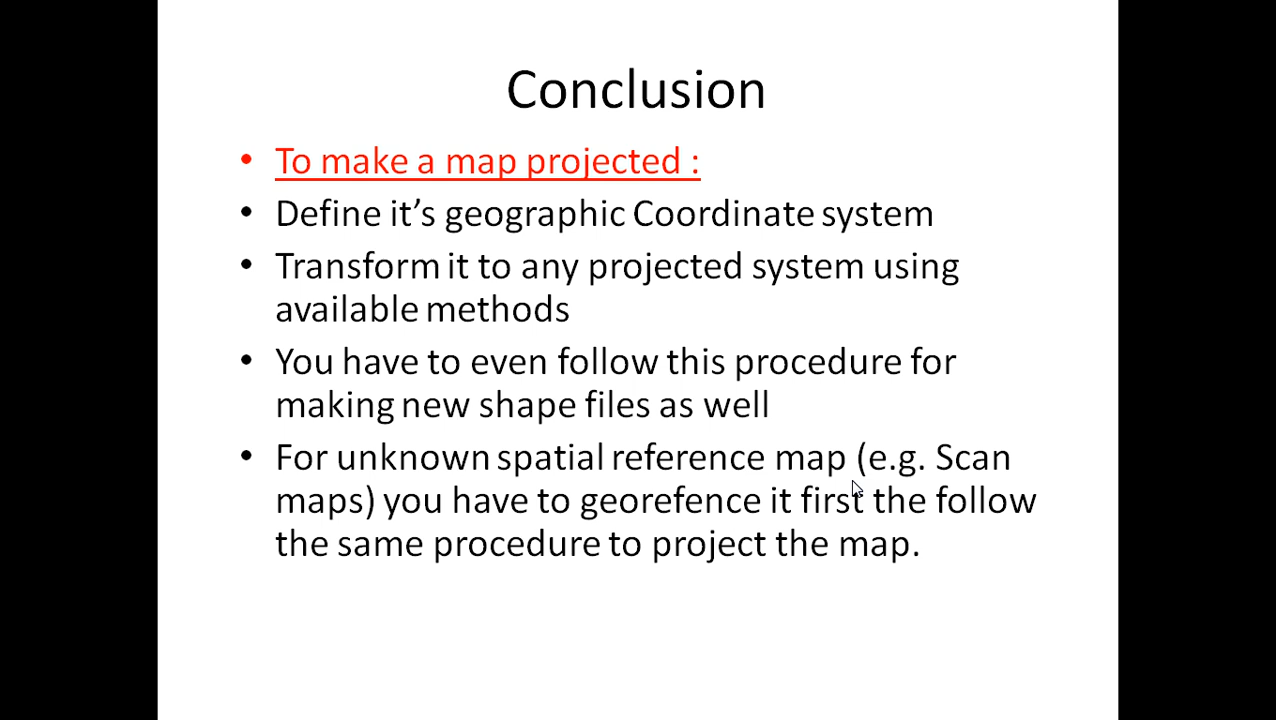 Conclusion
• To make a map projected :
• Define it’s geographic Coordinate system
• Transform it to any projected system using
available methods
• You have to even follow this procedure for
making new shape files as well
• For unknown spatial reference map (e.g. Scan
maps) you have to georefence it first the follow
the same procedure to project the map.